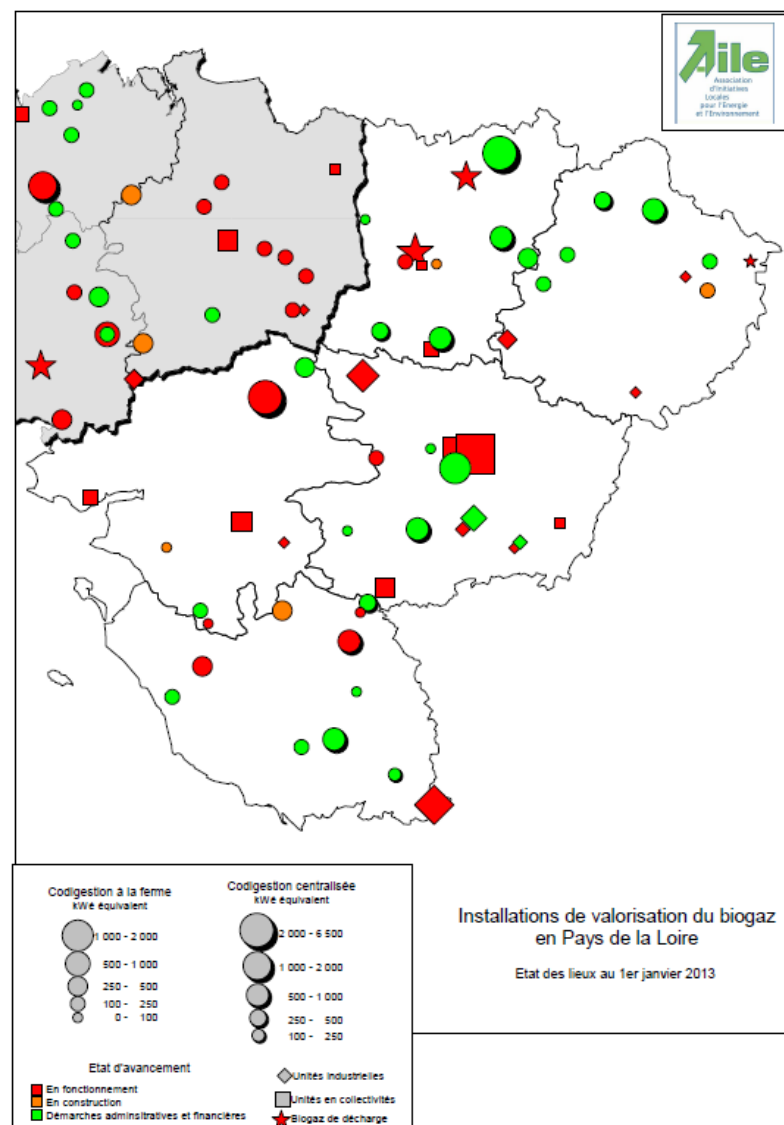 Aile
Association
d'Initiatives
Locales
pour l'Energie
et l'Environnement
Codigestion à la ferme
kWé équivalent
1 000 - 2 000
500 - 1 000
250 - 500
100 - 250
0 - 100
Codigestion centralisée
kWé équivalent
2 000 - 6 500
1 000 - 2 000
500 - 1 000
250 - 500
100 - 250
Etat d'avancement
En fonctionnement
En construction
Démarches adminsitratives et financières
Unités industrielles
Unités en collectivités
Biogaz de décharge
Installations de valorisation du biogaz
en Pays de la Loire
Etat des lieux au 1er janvier 2013